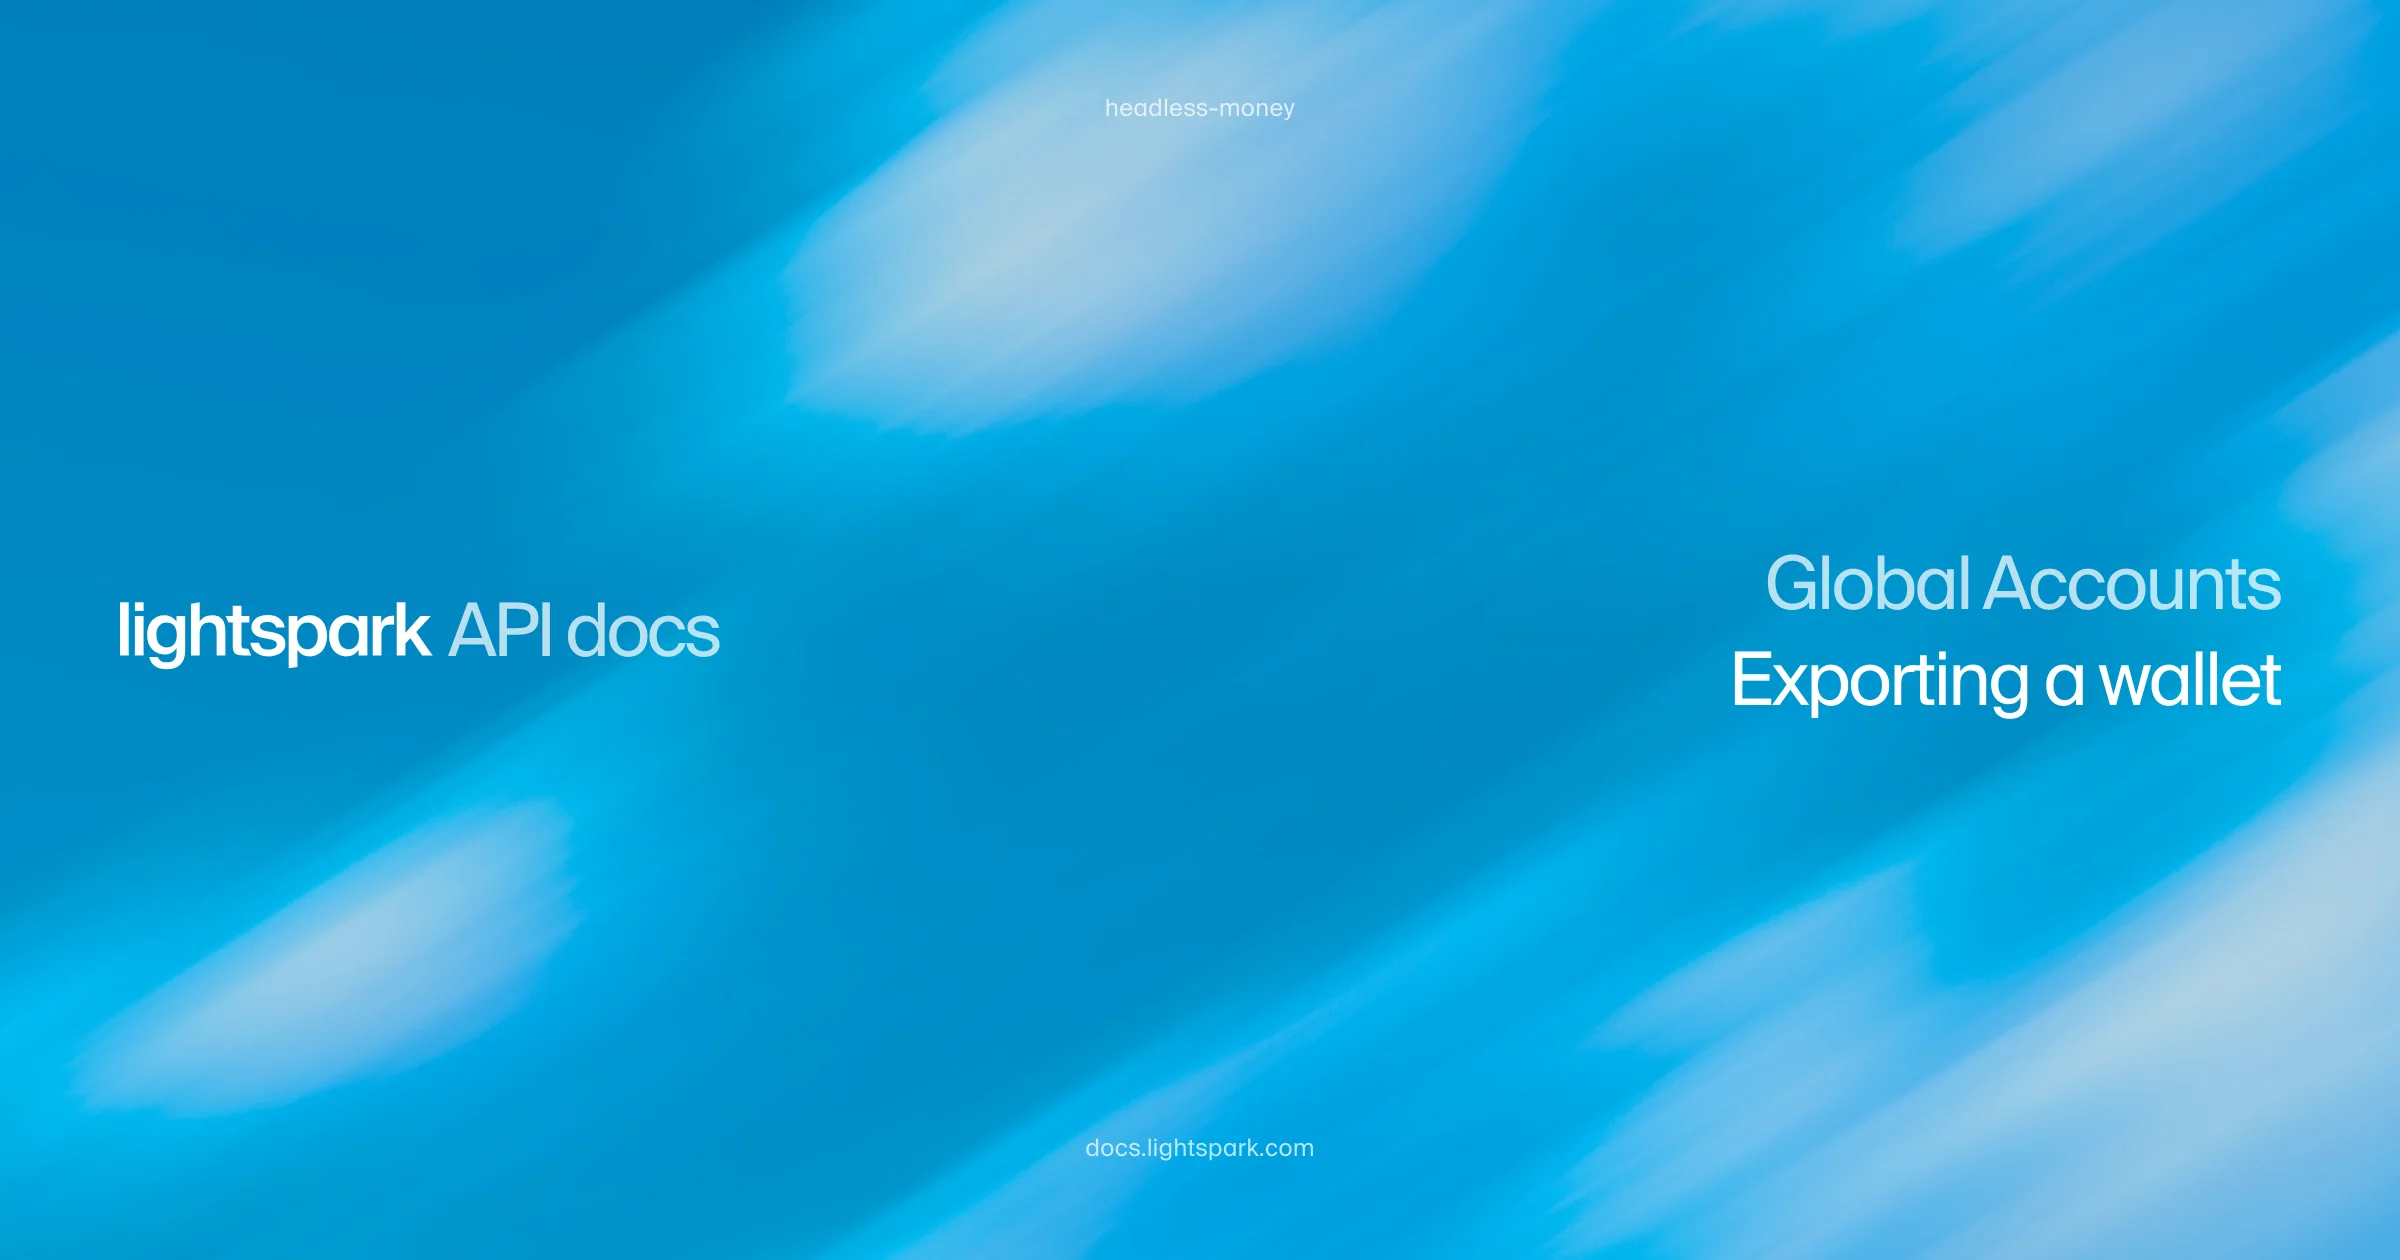 headless-money
lightspark API docs
Global Accounts
Exporting a wallet
docs.lightspark.com